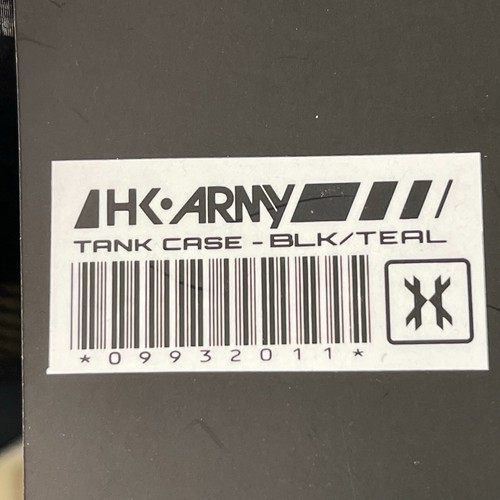 HK•ARMY
TANK CASE - BLK/TEAL
*09932011*